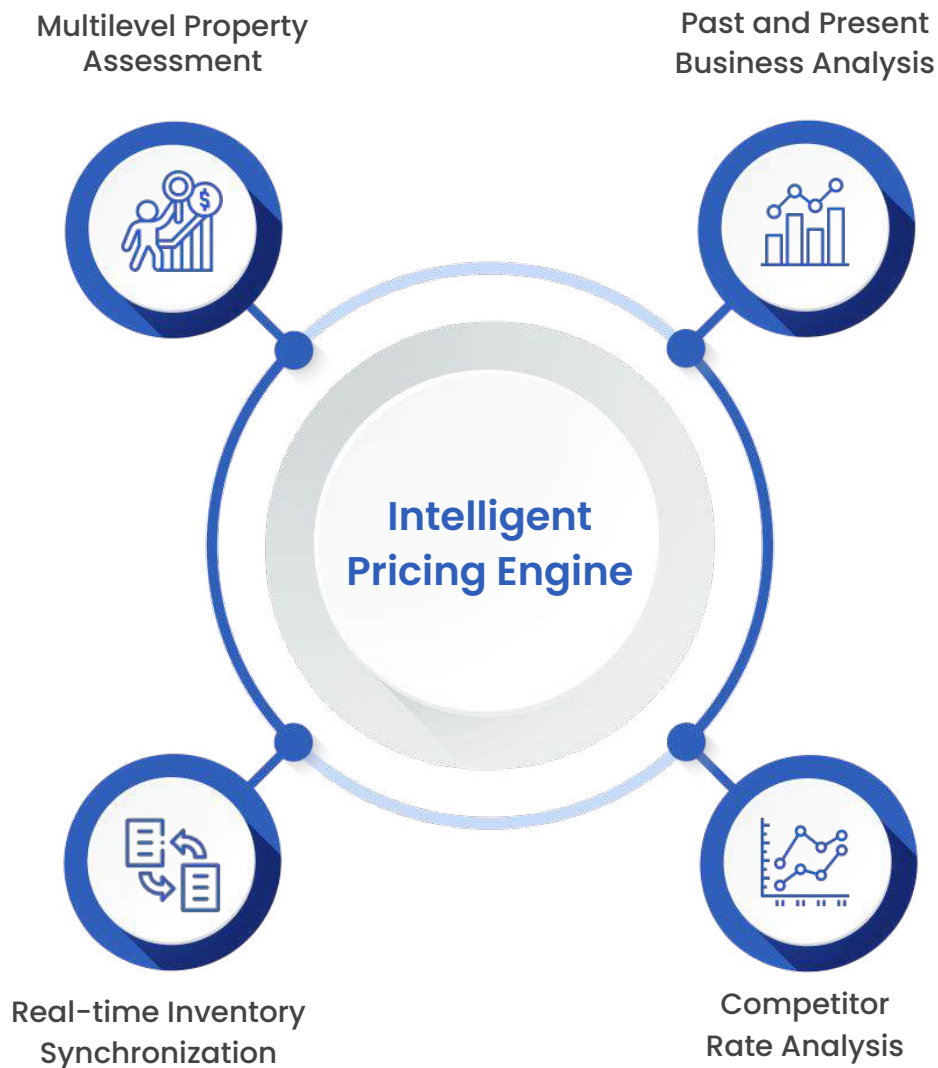 Multilevel Property
Assessment
Past and Present
Business Analysis
$
Intelligent
Pricing Engine
Real-time Inventory
Synchronization
Competitor
Rate Analysis